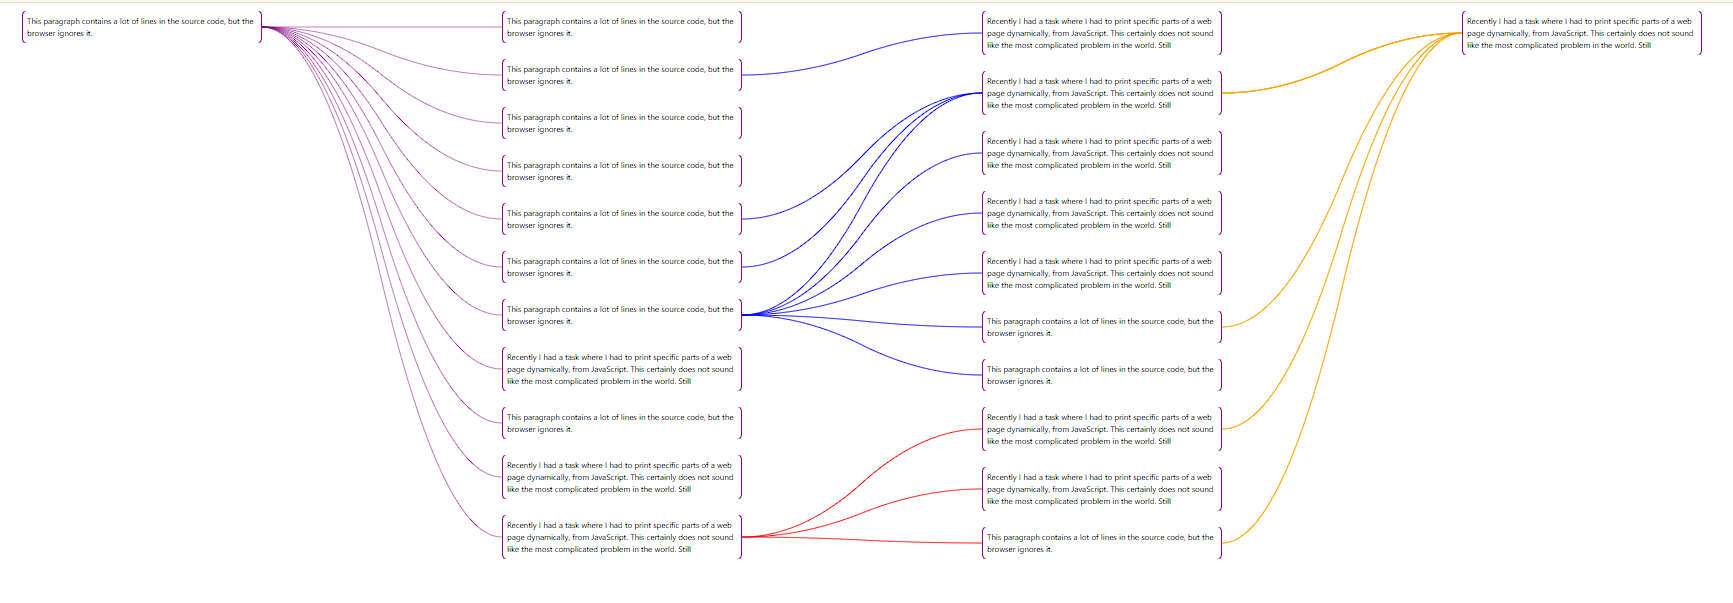 This paragraph contains a lot of lines in the source code, but the
browser ignores it.
This paragraph contains a lot of lines in the source code, but the
browser ignores it.
This paragraph contains a lot of lines in the source code, but the
browser ignores it.
This paragraph contains a lot of lines in the source code, but the
browser ignores it.
This paragraph contains a lot of lines in the source code, but the
browser ignores it.
This paragraph contains a lot of lines in the source code, but the
browser ignores it.
This paragraph contains a lot of lines in the source code, but the
browser ignores it.
This paragraph contains a lot of lines in the source code, but the
browser ignores it.
Recently I had a task where I had to print specific parts of a web
page dynamically, from JavaScript. This certainly does not sound
like the most complicated problem in the world. Still
This paragraph contains a lot of lines in the source code, but the
browser ignores it.
Recently I had a task where I had to print specific parts of a web
page dynamically, from JavaScript. This certainly does not sound
like the most complicated problem in the world. Still
Recently I had a task where I had to print specific parts of a web
page dynamically, from JavaScript. This certainly does not sound
like the most complicated problem in the world. Still
Recently I had a task where I had to print specific parts of a web
page dynamically, from JavaScript. This certainly does not sound
like the most complicated problem in the world. Still
Recently I had a task where I had to print specific parts of a web
page dynamically, from JavaScript. This certainly does not sound
like the most complicated problem in the world. Still
Recently I had a task where I had to print specific parts of a web
page dynamically, from JavaScript. This certainly does not sound
like the most complicated problem in the world. Still
Recently I had a task where I had to print specific parts of a web
page dynamically, from JavaScript. This certainly does not sound
like the most complicated problem in the world. Still
Recently I had a task where I had to print specific parts of a web
page dynamically, from JavaScript. This certainly does not sound
like the most complicated problem in the world. Still
This paragraph contains a lot of lines in the source code, but the
browser ignores it.
This paragraph contains a lot of lines in the source code, but the
browser ignores it.
Recently I had a task where I had to print specific parts of a web
page dynamically, from JavaScript. This certainly does not sound
like the most complicated problem in the world. Still
Recently I had a task where I had to print specific parts of a web
page dynamically, from JavaScript. This certainly does not sound
like the most complicated problem in the world. Still
This paragraph contains a lot of lines in the source code, but the
browser ignores it.
Recently I had a task where I had to print specific parts of a web
page dynamically, from JavaScript. This certainly does not sound
like the most complicated problem in the world. Still